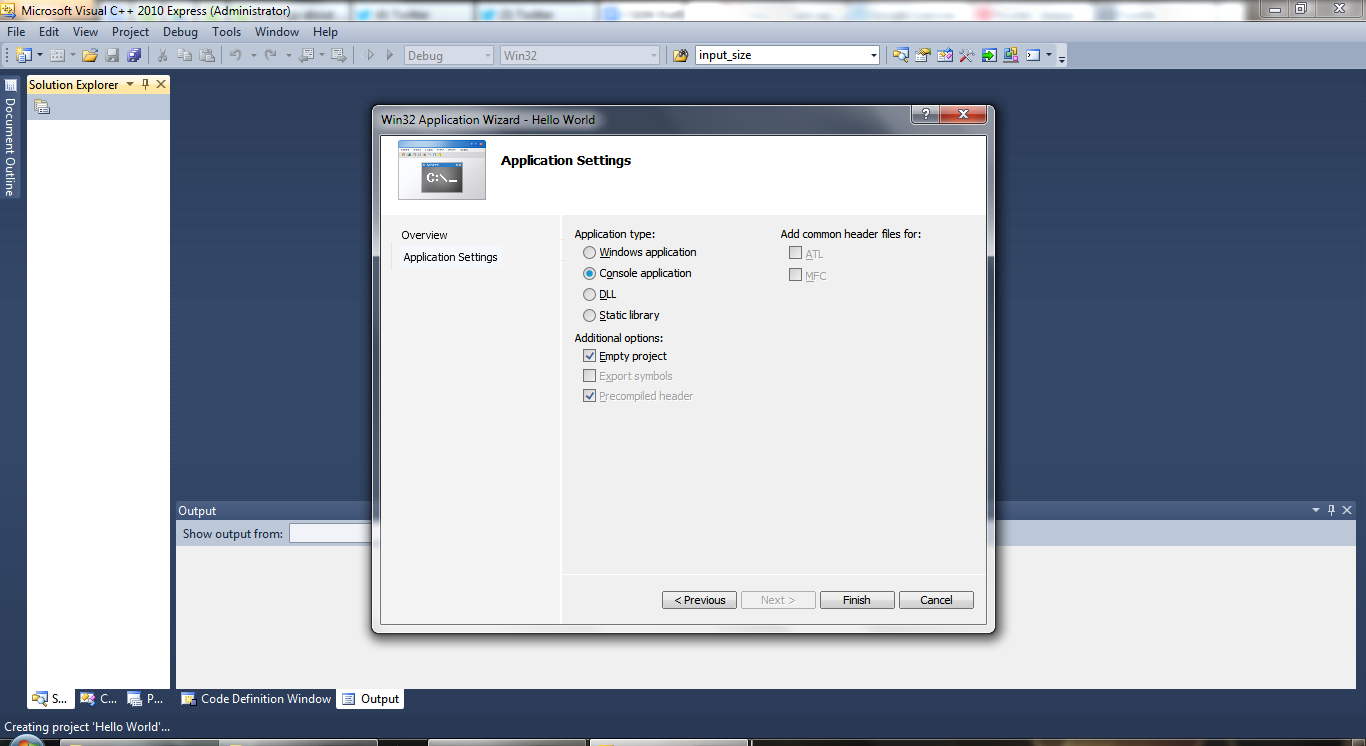 Microsoft Visual C++ 2010 Express (Administrator)
File Edit View Project Debug Tools Window Help
Debug Win32 input_size
Solution Explorer
Document Outline
Win32 Application Wizard - Hello World
C:\_
Application Settings
Overview
Application Settings
Application type:
Windows application
Console application
DLL
Static library
Additional options:
Empty project
Export symbols
Precompiled header
Add common header files for:
ATL
MFC
< Previous Next > Finish Cancel
Output
Show output from:
S... C... P... Code Definition Window Output
Creating project 'Hello World'...